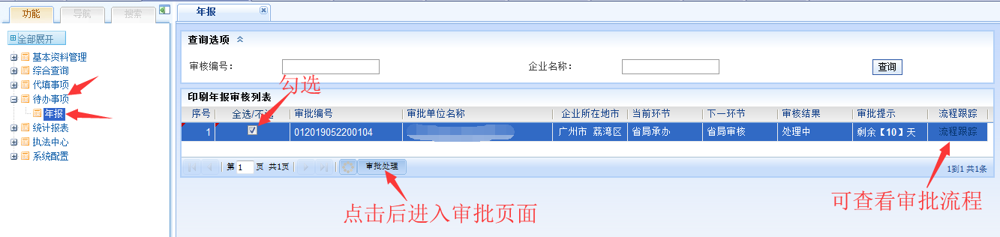 功能 导航 搜索
年报
全部展开
基本资料管理
综合查询
代填事项
待办事项
年报
统计报表
执法中心
系统配置
查询选项
审核编号： 企业名称： 查询
勾选
印刷年报审核列表
序号 全选/不选 审批编号 审批单位名称 企业所在地市 当前环节 下一环节 审核结果 审批提示 流程跟踪
1 012019052200104 广州市 荔湾区 省局承办 省局审核 处理中 剩余【10】天 流程跟踪
第 1 页 共1页 审批处理 1到1 共1条
点击后进入审批页面
可查看审批流程